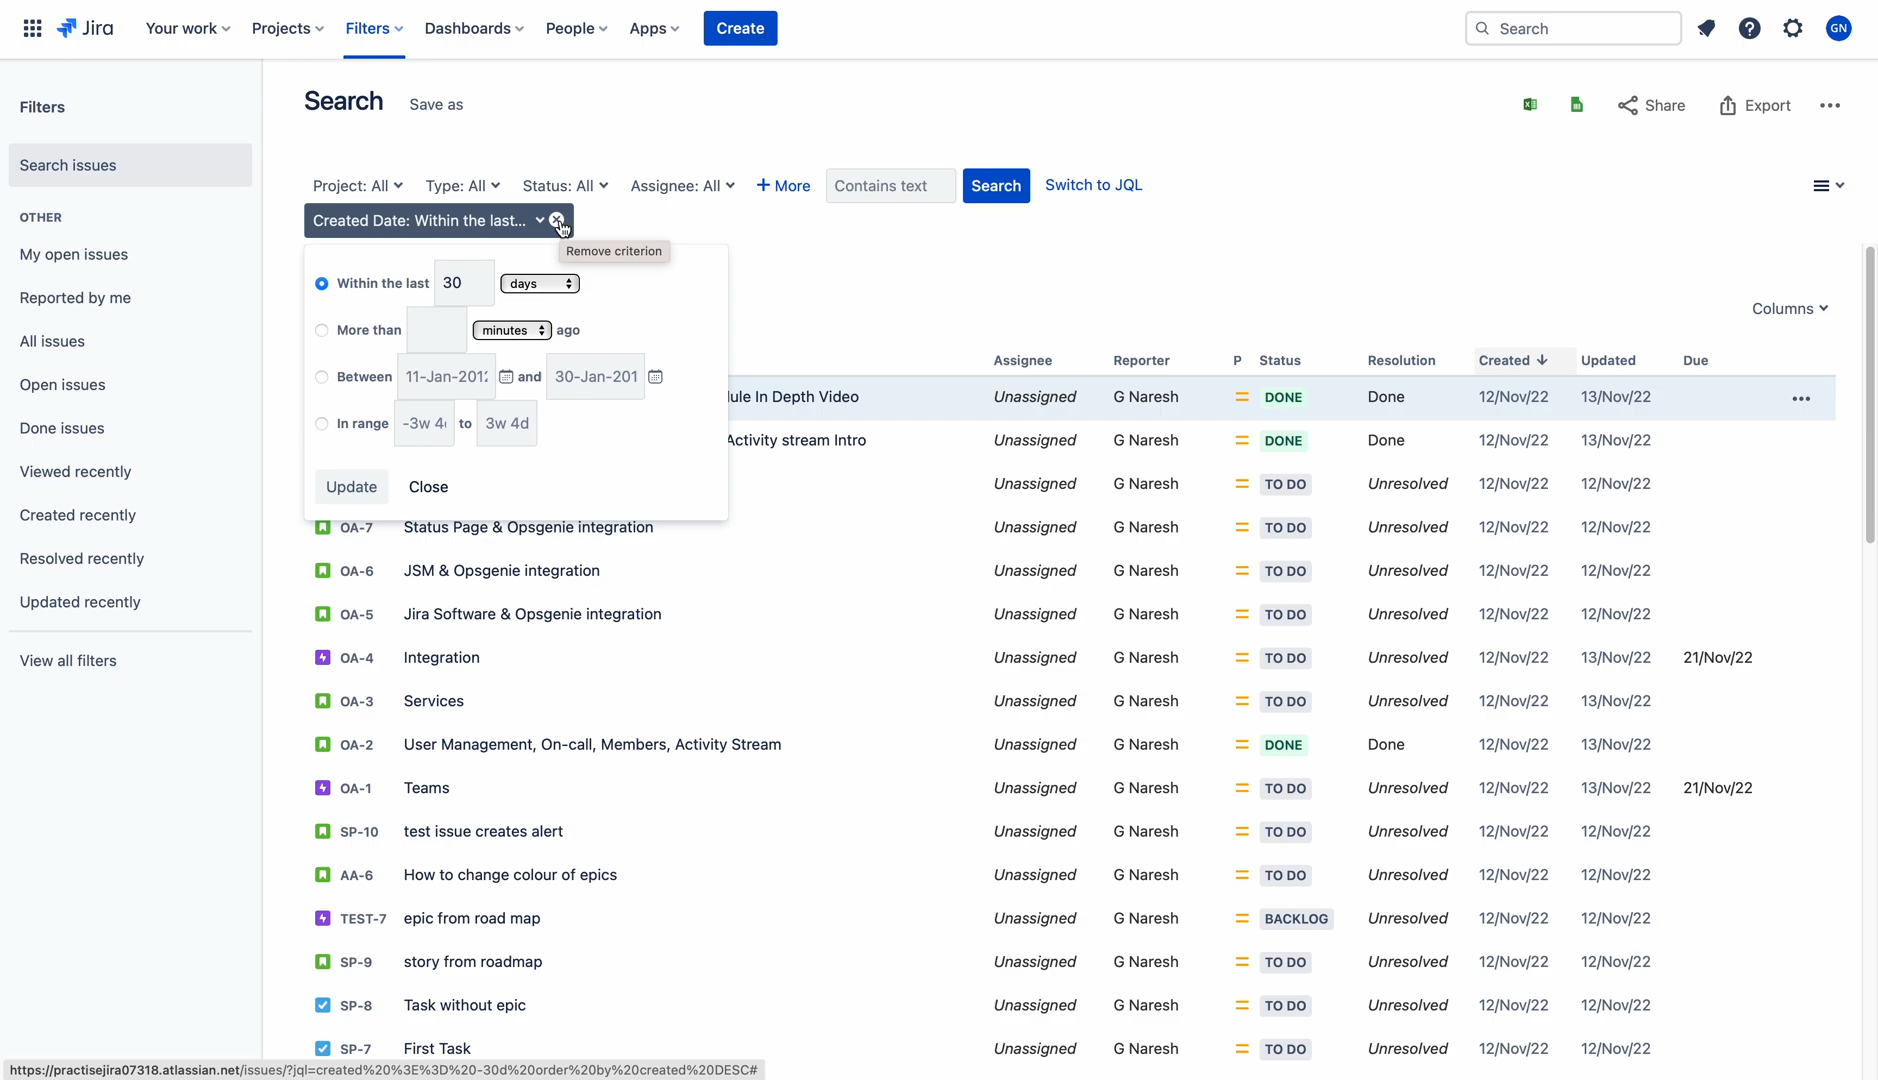 Jira
Your work
Projects
Filters
Dashboards
People
Apps
Create
Search
GN
Filters
Search issues
OTHER
My open issues
Reported by me
All issues
Open issues
Done issues
Viewed recently
Created recently
Resolved recently
Updated recently
View all filters
Search Save as
Share
Export
Project: All
Type: All
Status: All
Assignee: All
+ More
Contains text
Search
Switch to JQL
Created Date: Within the last...
Remove criterion
Within the last 30 days
More than minutes ago
Between 11-Jan-2012 and 30-Jan-201
In range -3w 4 to 3w 4d
Update Close
Columns
Assignee Reporter P Status Resolution Created Updated Due
ule In Depth Video Unassigned G Naresh DONE Done 12/Nov/22 13/Nov/22
Activity stream Intro Unassigned G Naresh DONE Done 12/Nov/22 13/Nov/22
Unassigned G Naresh TO DO Unresolved 12/Nov/22 12/Nov/22
OA-7 Status Page & Opsgenie integration Unassigned G Naresh TO DO Unresolved 12/Nov/22 12/Nov/22
OA-6 JSM & Opsgenie integration Unassigned G Naresh TO DO Unresolved 12/Nov/22 12/Nov/22
OA-5 Jira Software & Opsgenie integration Unassigned G Naresh TO DO Unresolved 12/Nov/22 12/Nov/22
OA-4 Integration Unassigned G Naresh TO DO Unresolved 12/Nov/22 13/Nov/22 21/Nov/22
OA-3 Services Unassigned G Naresh TO DO Unresolved 12/Nov/22 13/Nov/22
OA-2 User Management, On-call, Members, Activity Stream Unassigned G Naresh DONE Done 12/Nov/22 13/Nov/22
OA-1 Teams Unassigned G Naresh TO DO Unresolved 12/Nov/22 13/Nov/22 21/Nov/22
SP-10 test issue creates alert Unassigned G Naresh TO DO Unresolved 12/Nov/22 12/Nov/22
AA-6 How to change colour of epics Unassigned G Naresh TO DO Unresolved 12/Nov/22 12/Nov/22
TEST-7 epic from road map Unassigned G Naresh BACKLOG Unresolved 12/Nov/22 12/Nov/22
SP-9 story from roadmap Unassigned G Naresh TO DO Unresolved 12/Nov/22 12/Nov/22
SP-8 Task without epic Unassigned G Naresh TO DO Unresolved 12/Nov/22 12/Nov/22
SP-7 First Task Unassigned G Naresh TO DO Unresolved 12/Nov/22 12/Nov/22
https://practisejira07318.atlassian.net/issues/?jql=created%20%3E%3D%20-30d%20order%20by%20created%20DESC#